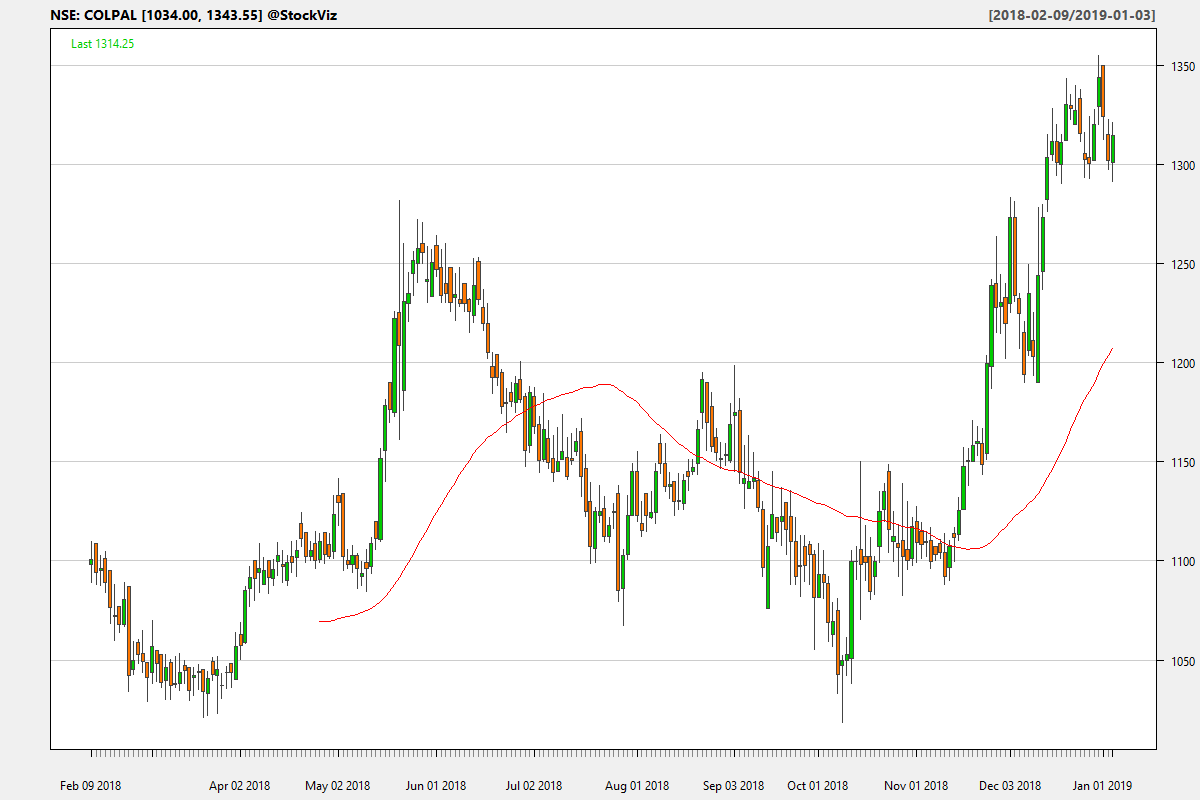 NSE: COLPAL [1034.00, 1343.55] @StockViz
[2018-02-09/2019-01-03]
Last 1314.25
1350
1300
1250
1200
1150
1100
1050
Feb 09 2018 Apr 02 2018 May 02 2018 Jun 01 2018 Jul 02 2018 Aug 01 2018 Sep 03 2018 Oct 01 2018 Nov 01 2018 Dec 03 2018 Jan 01 2019